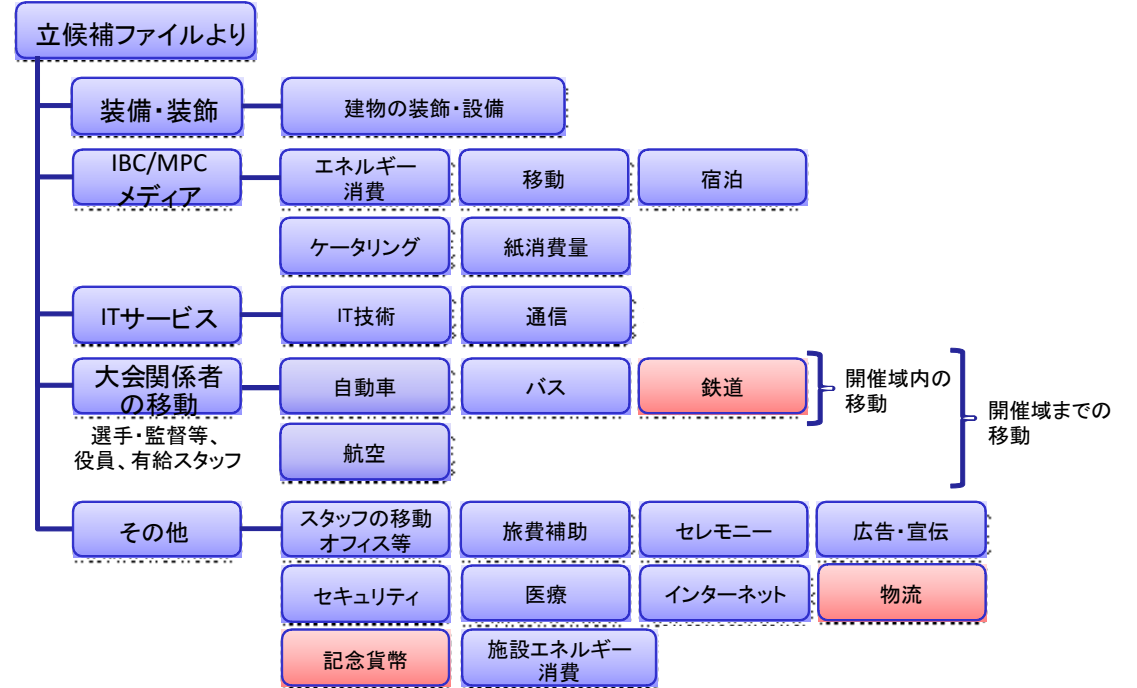 立候補ファイルより
装備・装飾
建物の装飾・設備
IBC/MPC
メディア
エネルギー
消費
移動
宿泊
ケータリング
紙消費量
ITサービス
IT技術
通信
大会関係者
の移動
選手・監督等、
役員、有給スタッフ
自動車
バス
鉄道
開催域内の
移動
開催域までの
移動
航空
その他
スタッフの移動
オフィス等
旅費補助
セレモニー
広告・宣伝
セキュリティ
医療
インターネット
物流
記念貨幣
施設エネルギー
消費